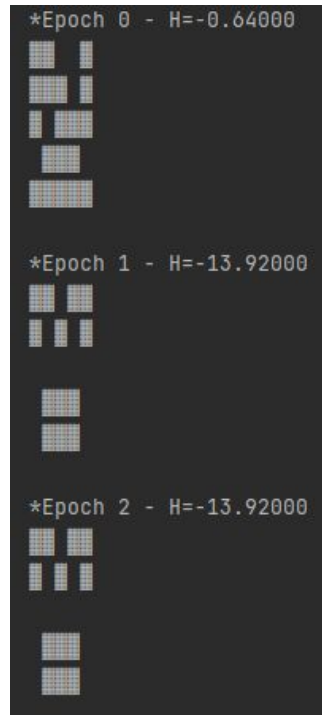 *Epoch 0 - H=-0.64000
▓▓  ▓
▓▓▓ ▓
▓ ▓▓▓
 ▓▓▓
▓▓▓▓▓
*Epoch 1 - H=-13.92000
▓▓ ▓▓
▓ ▓ ▓
 ▓▓▓
 ▓▓▓
*Epoch 2 - H=-13.92000
▓▓ ▓▓
▓ ▓ ▓
 ▓▓▓
 ▓▓▓